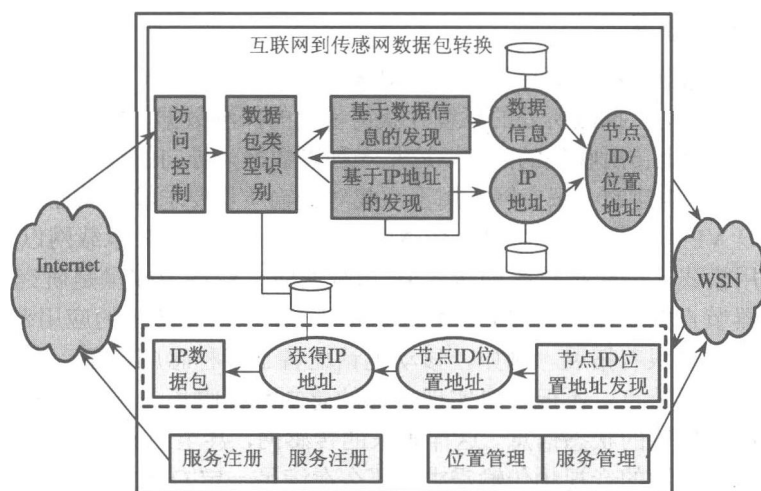 互联网到传感网数据包转换
访问控制
数据包类型识别
基于数据信
息的发现
数据
信息
基于IP地址
的发现
IP
地址
节点
ID/
位置
地址
Internet
WSN
IP数
据包
获得IP
地址
节点ID位
置地址
节点ID位
置地址发现
服务注册
服务注册
位置管理
服务管理